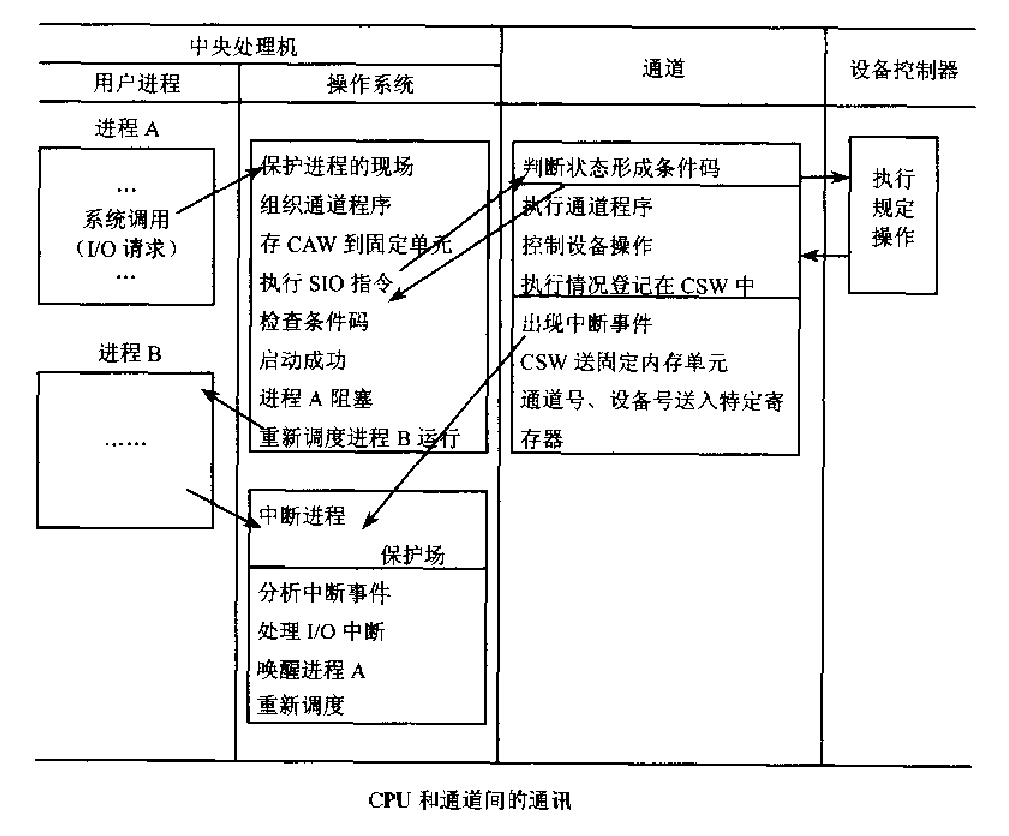 中央处理机
通道
设备控制器
用户进程
操作系统
进程 A
...
系统调用
(I/O 请求)
...
进程 B
……
保护进程的现场
组织通道程序
存 CAW 到固定单元
执行 SIO 指令
检查条件码
启动成功
进程 A 阻塞
重新调度进程 B 运行
中断进程
保护场
分析中断事件
处理 I/O 中断
唤醒进程 A
重新调度
判断状态形成条件码
执行通道程序
控制设备操作
执行情况登记在 CSW 中
出现中断事件
CSW 送固定内存单元
通道号、设备号送入特定寄
存器
执行
规定
操作
CPU 和通道间的通讯